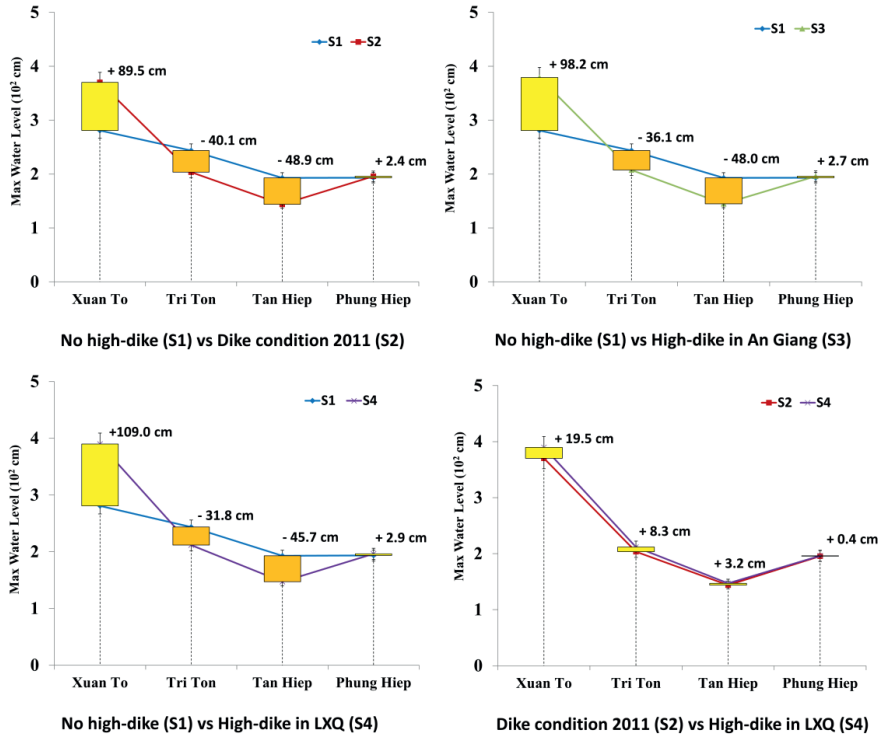 5
4
3
2
1
0
Max Water Level (10² cm)
S1 S2
+ 89.5 cm
- 40.1 cm
- 48.9 cm
+ 2.4 cm
Xuan To Tri Ton Tan Hiep Phung Hiep
No high-dike (S1) vs Dike condition 2011 (S2)
5
4
3
2
1
0
Max Water Level (10² cm)
S1 S3
+ 98.2 cm
- 36.1 cm
- 48.0 cm
+ 2.7 cm
Xuan To Tri Ton Tan Hiep Phung Hiep
No high-dike (S1) vs High-dike in An Giang (S3)
5
4
3
2
1
0
Max Water Level (10² cm)
S1 S4
+109.0 cm
- 31.8 cm
- 45.7 cm
+ 2.9 cm
Xuan To Tri Ton Tan Hiep Phung Hiep
No high-dike (S1) vs High-dike in LXQ (S4)
5
4
3
2
1
0
Max Water Level (10² cm)
S2 S4
+ 19.5 cm
+ 8.3 cm
+ 3.2 cm
+ 0.4 cm
Xuan To Tri Ton Tan Hiep Phung Hiep
Dike condition 2011 (S2) vs High-dike in LXQ (S4)